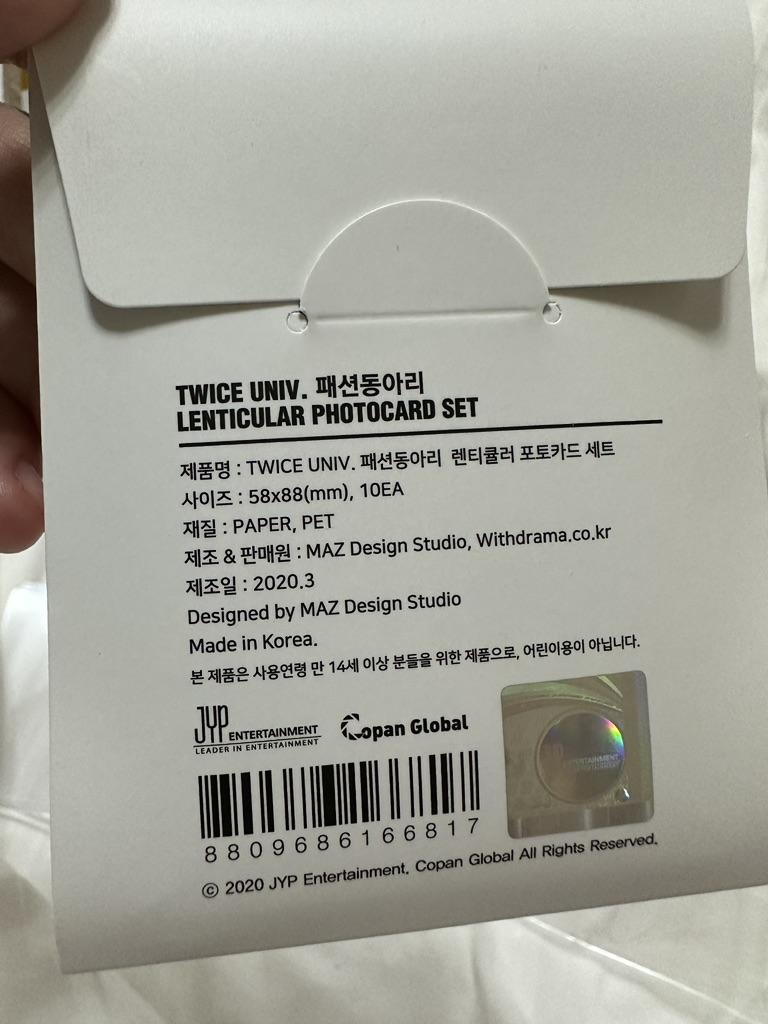 TWICE UNIV. 패션동아리
LENTICULAR PHOTOCARD SET
제품명 : TWICE UNIV. 패션동아리 렌티큘러 포토카드 세트
사이즈 : 58x88(mm), 10EA
재질 : PAPER, PET
제조 & 판매원 : MAZ Design Studio, Withdrama.co.kr
제조일 : 2020.3
Designed by MAZ Design Studio
Made in Korea.
본 제품은 사용연령 만 14세 이상 분들을 위한 제품으로, 어린이용이 아닙니다.
JYP ENTERTAINMENT
LEADER IN ENTERTAINMENT
Copan Global
8809686166817
© 2020 JYP Entertainment. Copan Global All Rights Reserved.